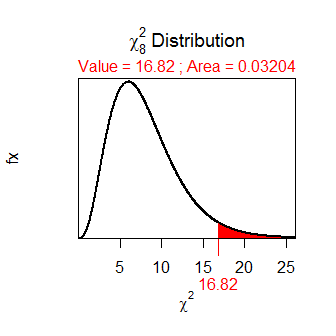 χ²₈ Distribution
Value = 16.82 ; Area = 0.03204
fx
5 10 15 20 25
16.82
χ²